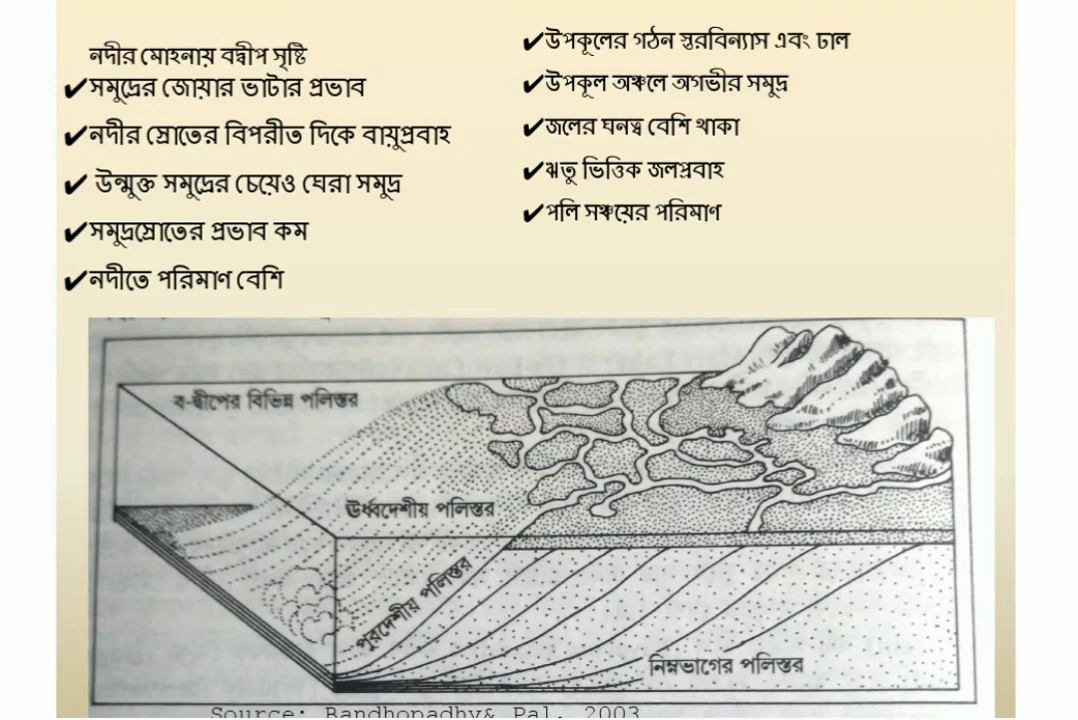 নদীর মোহনায় বদ্বীপ সৃষ্টি
✔সমুদ্রের জোয়ার ভাটার প্রভাব
✔নদীর স্রোতের বিপরীত দিকে বায়ুপ্রবাহ
✔ উন্মুক্ত সমুদ্রের চেয়েও ঘেরা সমুদ্র
✔সমুদ্রস্রোতের প্রভাব কম
✔নদীতে পরিমাণ বেশি
✔উপকূলের গঠন স্তরবিন্যাস এবং ঢাল
✔উপকূল অঞ্চলে অগভীর সমুদ্র
✔জলের ঘনত্ব বেশি থাকা
✔ঋতু ভিত্তিক জলপ্রবাহ
✔পলি সঞ্চয়ের পরিমাণ
ব-দ্বীপের বিভিন্ন পলিস্তর
ঊর্ধ্বদেশীয় পলিস্তর
পুরদেশীয় পলিস্তর
নিম্নভাগের পলিস্তর
Source: Bandhopadhy& Pal, 2003